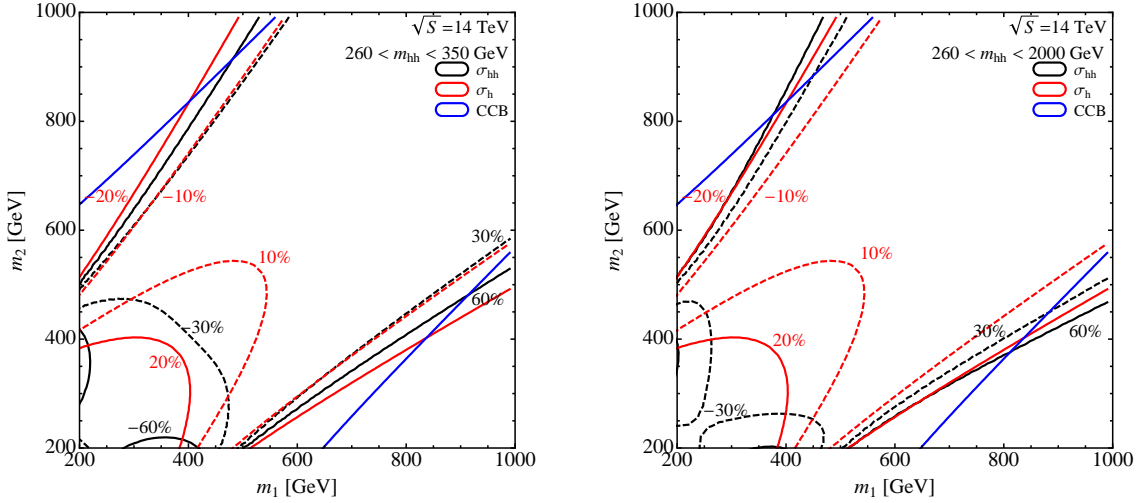 √S =14 TeV
260 < m_hh < 350 GeV
σ_hh
σ_h
CCB
−20%
−10%
10%
20%
−30%
−60%
30%
60%
1000
800
600
400
200
200
400
600
800
1000
m_2 [GeV]
m_1 [GeV]
√S =14 TeV
260 < m_hh < 2000 GeV
σ_hh
σ_h
CCB
−20%
−10%
10%
20%
−30%
30%
60%
1000
800
600
400
200
200
400
600
800
1000
m_2 [GeV]
m_1 [GeV]